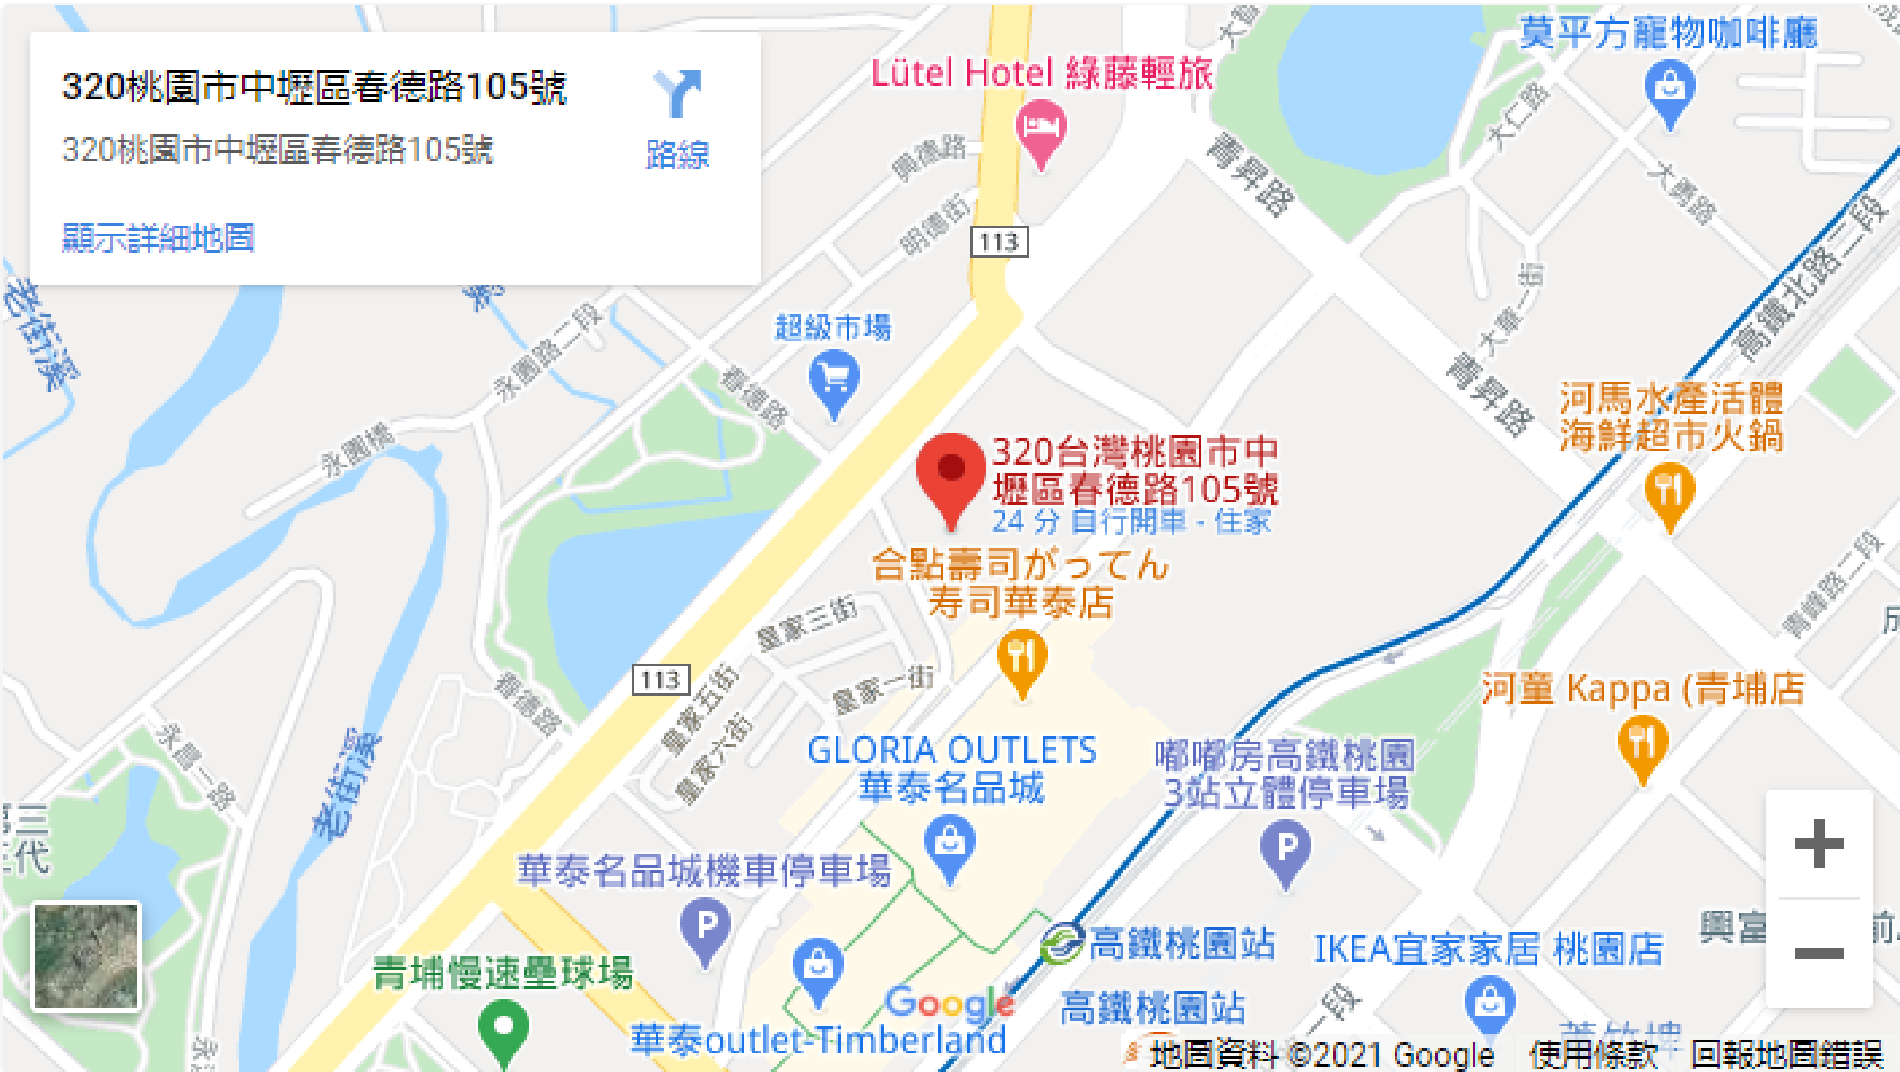 320桃園市中壢區春德路105號
320桃園市中壢區春德路105號
路線
顯示詳細地圖
莫平方寵物咖啡廳
Lütel Hotel 綠藤輕旅
大仁路
興德路
青昇路
大勇路
明德街
113
高鐵北路二段
老街溪
永園路二段
超級市場
春德路
大華一街
青昇路
河馬水產活體
海鮮超市火鍋
永園橋
320台灣桃園市中
壢區春德路105號
24 分 自行開車 - 住家
合點壽司がってん
寿司華泰店
青峰路二段
皇家三街
113
皇家一街
春德路
皇家五街
皇家六街
河童 Kappa (青埔店
永昌一路
老街溪
GLORIA OUTLETS
華泰名品城
嘟嘟房高鐵桃園
3站立體停車場
P
華泰名品城機車停車場
P
高鐵桃園站
IKEA宜家家居 桃園店
興富
前
青埔慢速壘球場
Google
高鐵桃園站
一段
華泰outlet-Timberland
地圖資料 ©2021 Google
使用條款
回報地圖錯誤